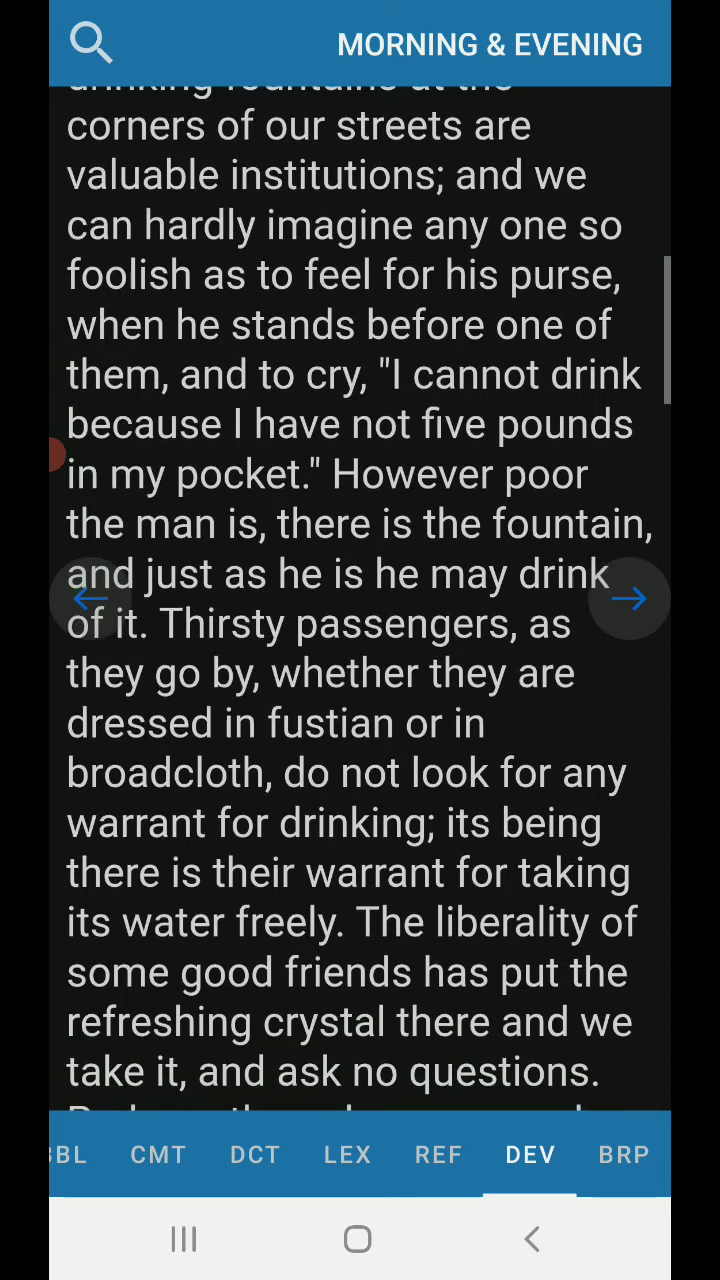 MORNING & EVENING
drinking fountains at the
corners of our streets are
valuable institutions; and we
can hardly imagine any one so
foolish as to feel for his purse,
when he stands before one of
them, and to cry, "I cannot drink
because I have not five pounds
in my pocket." However poor
the man is, there is the fountain,
and just as he is he may drink
of it. Thirsty passengers, as
they go by, whether they are
dressed in fustian or in
broadcloth, do not look for any
warrant for drinking; its being
there is their warrant for taking
its water freely. The liberality of
some good friends has put the
refreshing crystal there and we
take it, and ask no questions.
BBL CMT DCT LEX REF DEV BRP